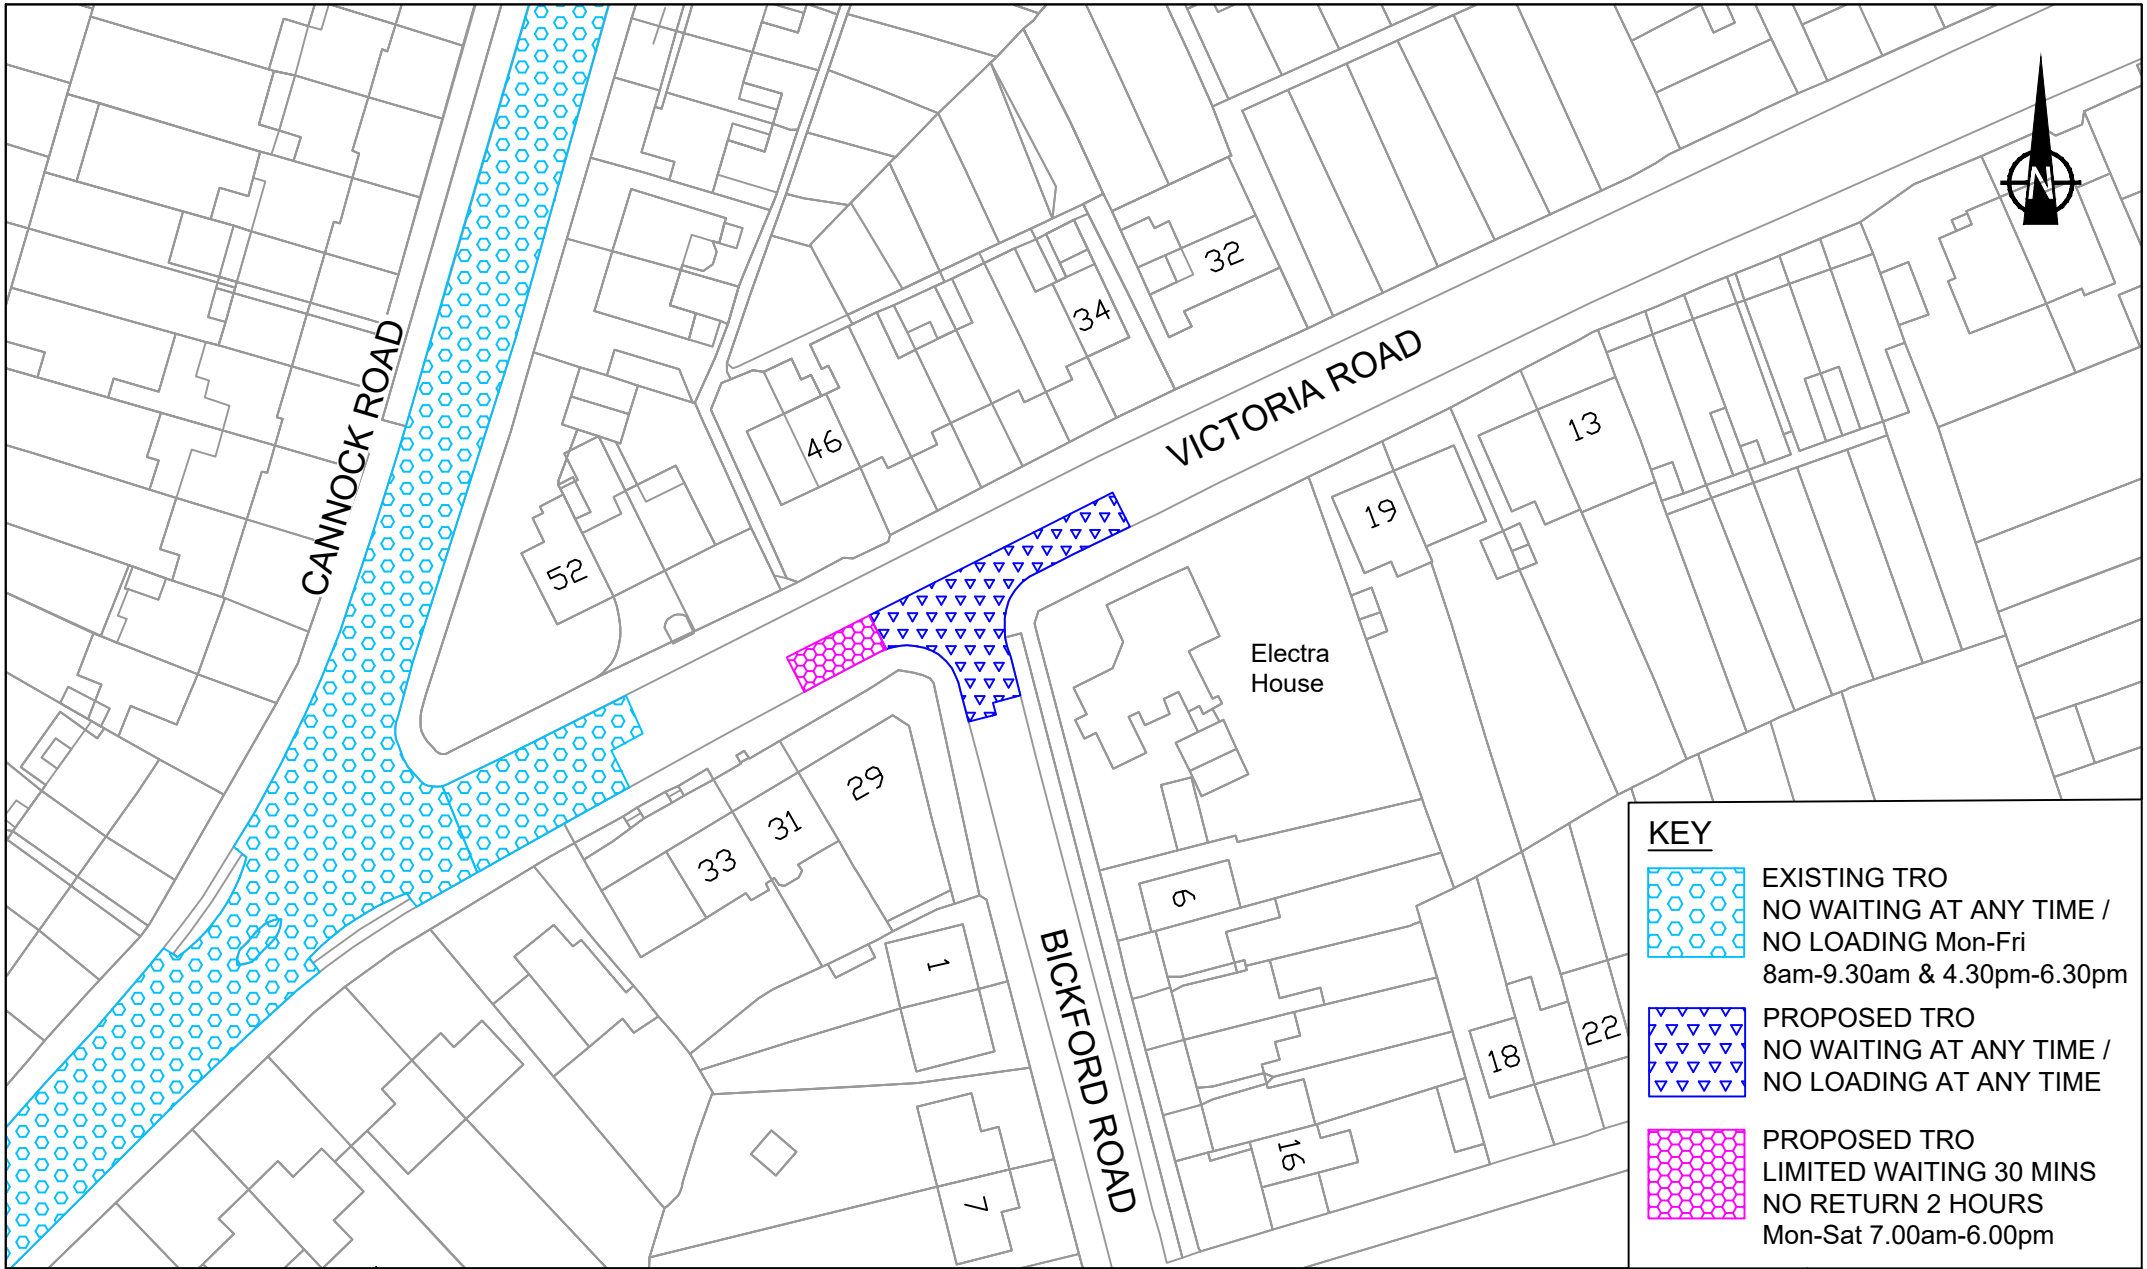 N
32
34
VICTORIA ROAD
CANNOCK ROAD
46
13
19
52
Electra
House
29
31
33
6
1
BICKFORD ROAD
18
22
16
7
KEY
EXISTING TRO
NO WAITING AT ANY TIME /
NO LOADING Mon-Fri
8am-9.30am & 4.30pm-6.30pm
PROPOSED TRO
NO WAITING AT ANY TIME /
NO LOADING AT ANY TIME
PROPOSED TRO
LIMITED WAITING 30 MINS
NO RETURN 2 HOURS
Mon-Sat 7.00am-6.00pm